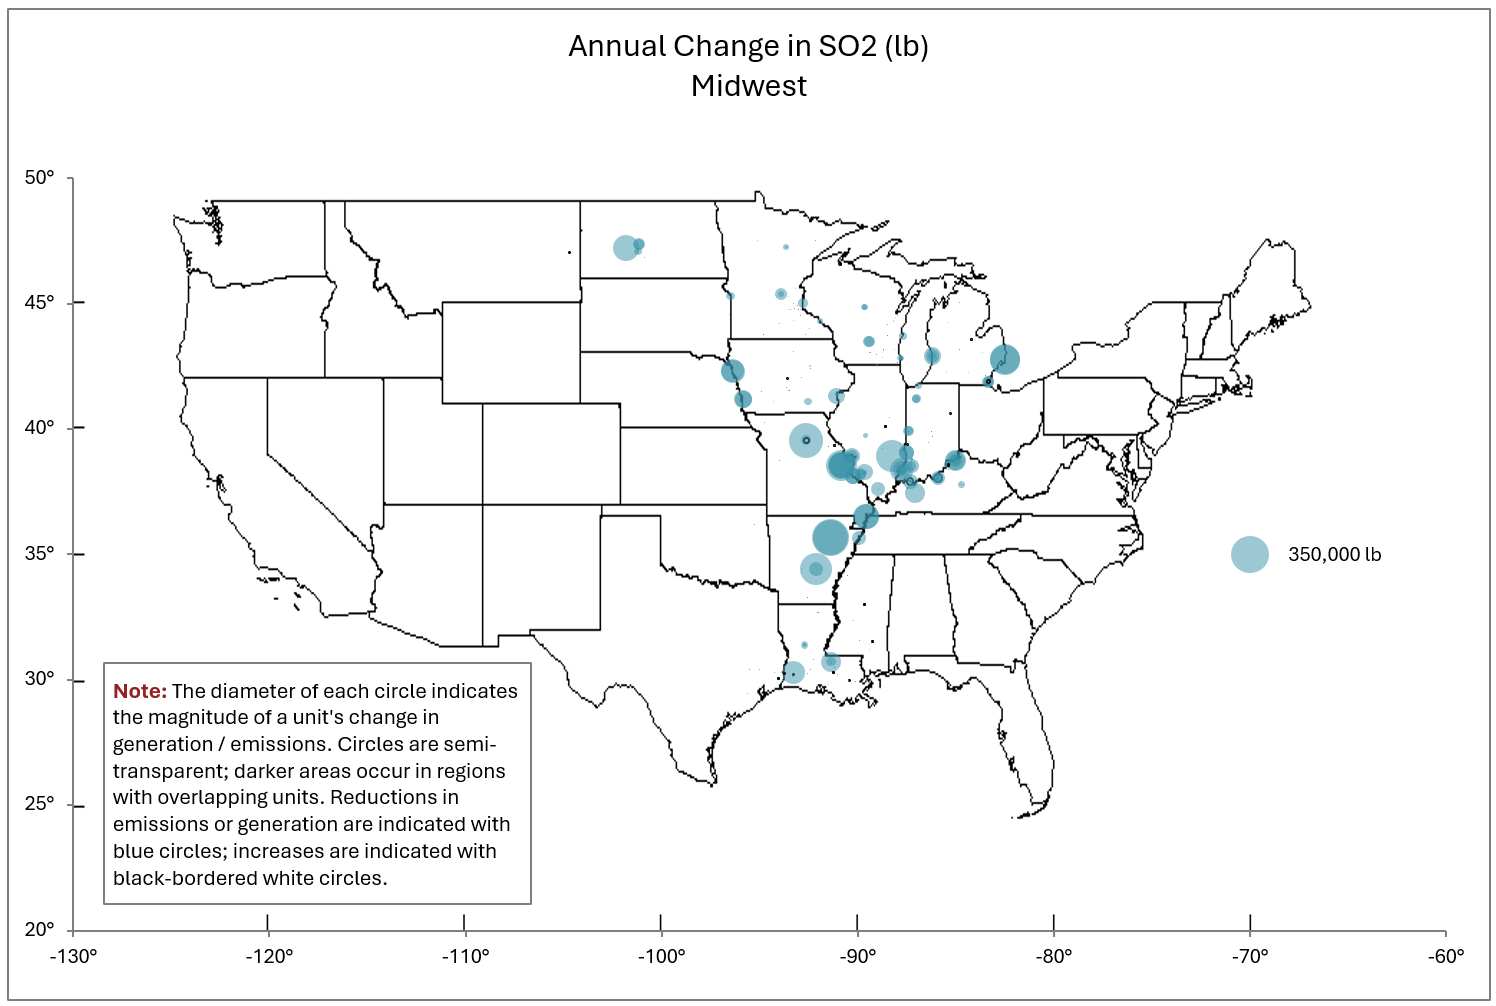 Annual Change in SO2 (lb)
Midwest
50°
45°
40°
35°
30°
25°
20°
350,000 lb
Note: The diameter of each circle indicates
the magnitude of a unit's change in
generation / emissions. Circles are semi-
transparent; darker areas occur in regions
with overlapping units. Reductions in
emissions or generation are indicated with
blue circles; increases are indicated with
black-bordered white circles.
-130°
-120°
-110°
-100°
-90°
-80°
-70°
-60°